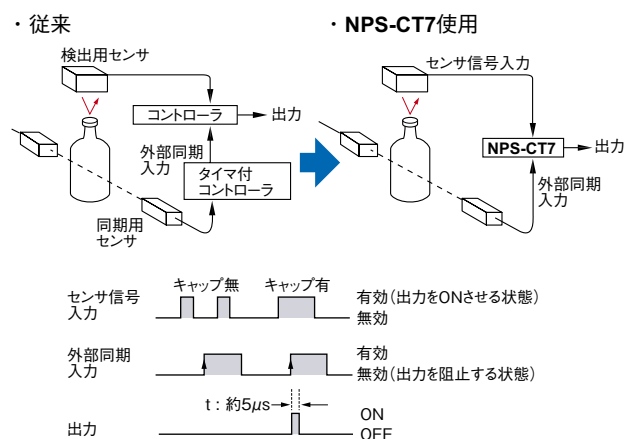 ・従来
検出用センサ
コントローラ
出力
外部同期
入力
タイマ付
コントローラ
同期用
センサ
・NPS-CT7使用
センサ信号入力
NPS-CT7
出力
外部同期
入力
キャップ無
キャップ有
センサ信号
入力
有効(出力をONさせる状態)
無効
外部同期
入力
有効
無効(出力を阻止する状態)
t:約5μs
出力
ON
OFF